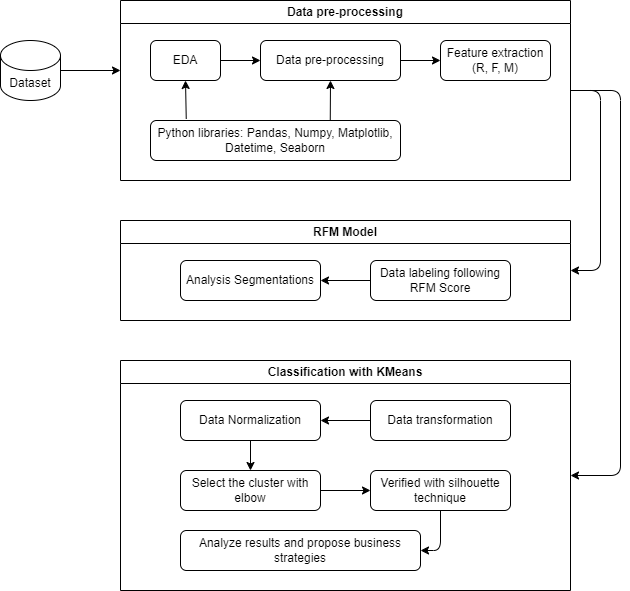 Data pre-processing
Dataset
EDA
Data pre-processing
Feature extraction
(R, F, M)
Python libraries: Pandas, Numpy, Matplotlib,
Datetime, Seaborn
RFM Model
Analysis Segmentations
Data labeling following
RFM Score
Classification with KMeans
Data Normalization
Data transformation
Select the cluster with
elbow
Verified with silhouette
technique
Analyze results and propose business
strategies